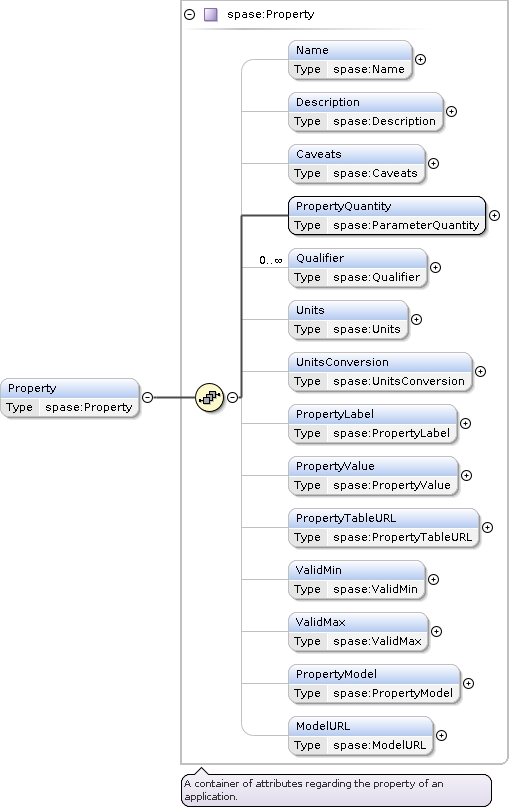 spase:Property
Name
Type spase:Name
Description
Type spase:Description
Caveats
Type spase:Caveats
PropertyQuantity
Type spase:ParameterQuantity
0..∞
Qualifier
Type spase:Qualifier
Units
Type spase:Units
UnitsConversion
Type spase:UnitsConversion
Property
Type spase:Property
PropertyLabel
Type spase:PropertyLabel
PropertyValue
Type spase:PropertyValue
PropertyTableURL
Type spase:PropertyTableURL
ValidMin
Type spase:ValidMin
ValidMax
Type spase:ValidMax
PropertyModel
Type spase:PropertyModel
ModelURL
Type spase:ModelURL
A container of attributes regarding the property of an
application.